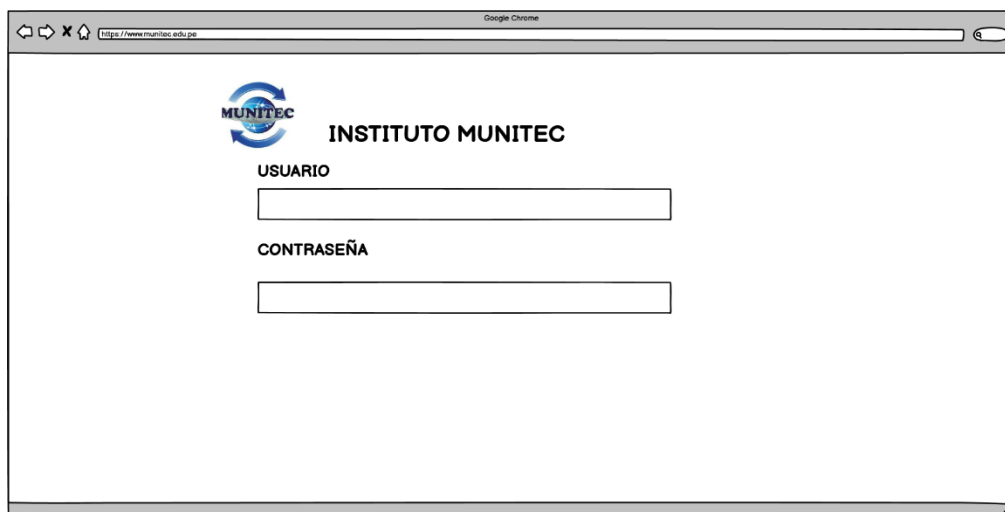 Google Chrome
https://www.munitec.edu.pe
MUNITEC
INSTITUTO MUNITEC
USUARIO
CONTRASEÑA